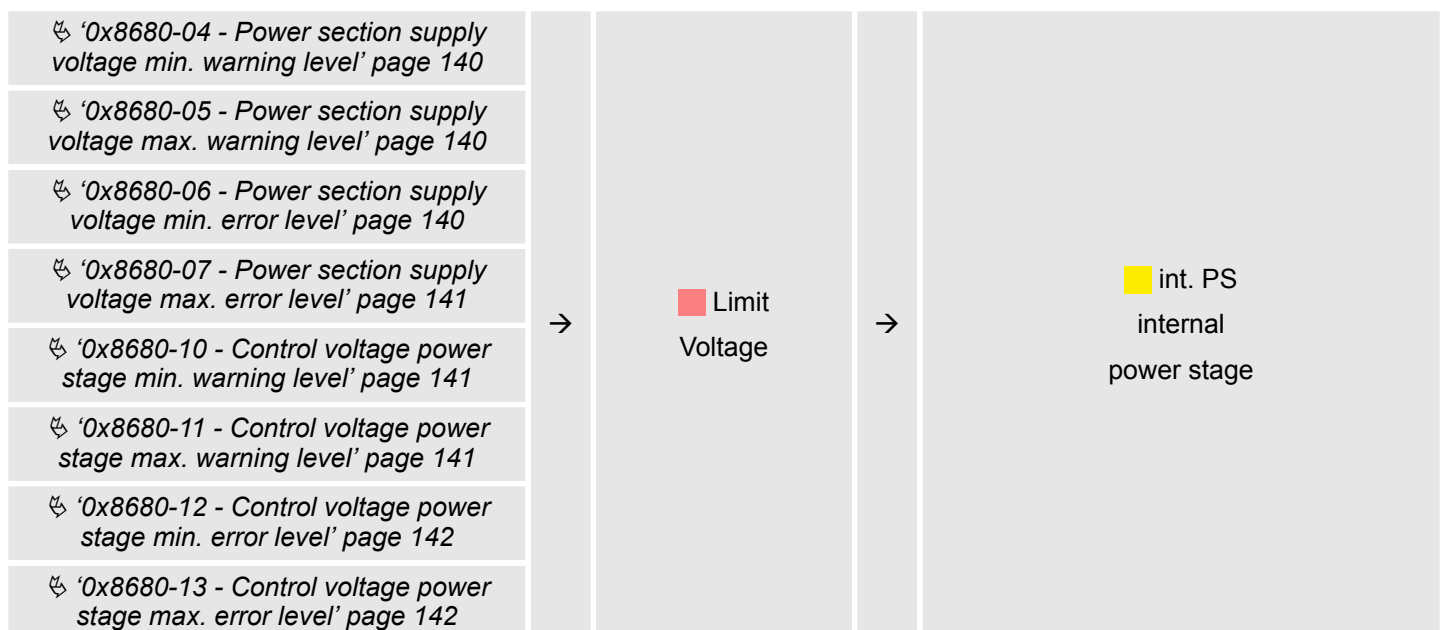 ↳ ‘0x8680-04 - Power section supply
voltage min. warning level’ page 140
↳ ‘0x8680-05 - Power section supply
voltage max. warning level’ page 140
↳ ‘0x8680-06 - Power section supply
voltage min. error level’ page 140
↳ ‘0x8680-07 - Power section supply
voltage max. error level’ page 141
↳ ‘0x8680-10 - Control voltage power
stage min. warning level’ page 141
↳ ‘0x8680-11 - Control voltage power
stage max. warning level’ page 141
↳ ‘0x8680-12 - Control voltage power
stage min. error level’ page 142
↳ ‘0x8680-13 - Control voltage power
stage max. error level’ page 142
→
Limit
Voltage
→
int. PS
internal
power stage